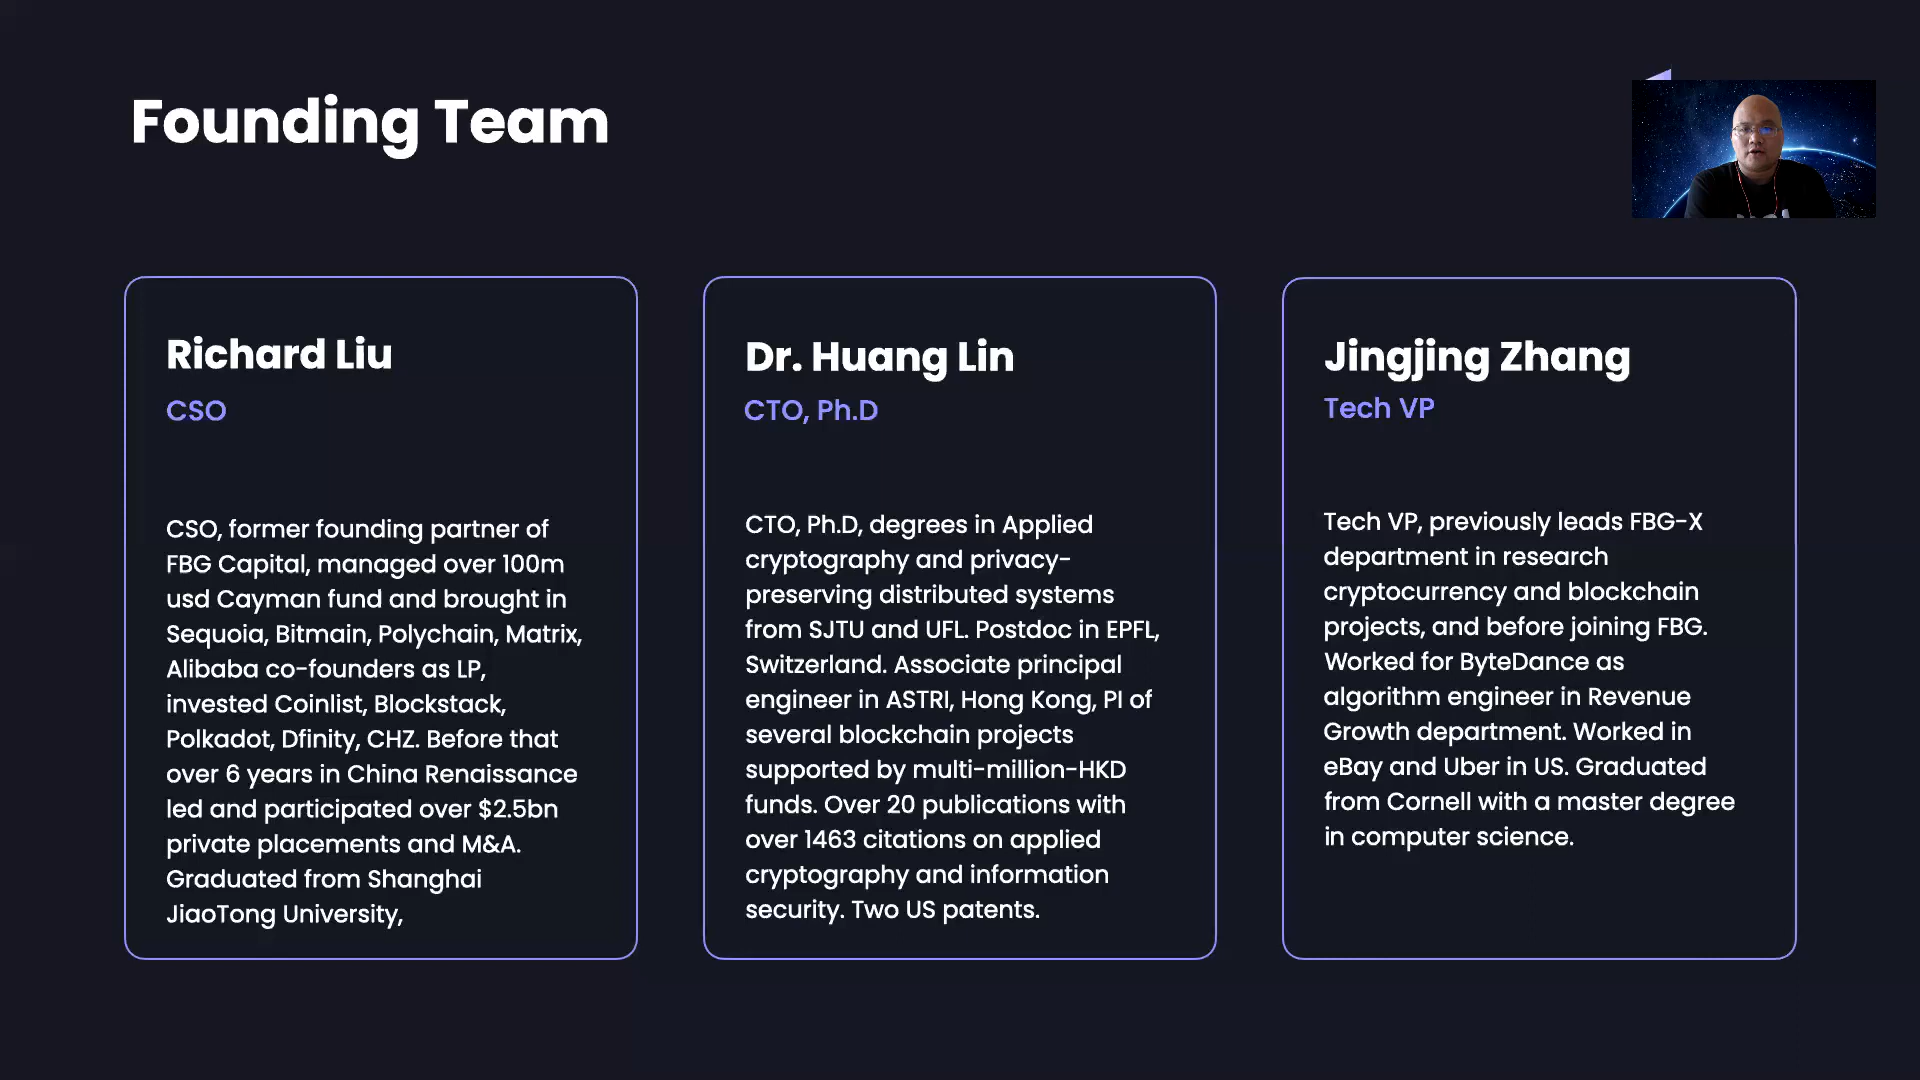 Founding Team
Richard Liu
CSO
CSO, former founding partner of
FBG Capital, managed over 100m
usd Cayman fund and brought in
Sequoia, Bitmain, Polychain, Matrix,
Alibaba co-founders as LP,
invested Coinlist, Blockstack,
Polkadot, Dfinity, CHZ. Before that
over 6 years in China Renaissance
led and participated over $2.5bn
private placements and M&A.
Graduated from Shanghai
JiaoTong University,
Dr. Huang Lin
CTO, Ph.D
CTO, Ph.D, degrees in Applied
cryptography and privacy-
preserving distributed systems
from SJTU and UFL. Postdoc in EPFL,
Switzerland. Associate principal
engineer in ASTRI, Hong Kong, PI of
several blockchain projects
supported by multi-million-HKD
funds. Over 20 publications with
over 1463 citations on applied
cryptography and information
security. Two US patents.
Jingjing Zhang
Tech VP
Tech VP, previously leads FBG-X
department in research
cryptocurrency and blockchain
projects, and before joining FBG.
Worked for ByteDance as
algorithm engineer in Revenue
Growth department. Worked in
eBay and Uber in US. Graduated
from Cornell with a master degree
in computer science.